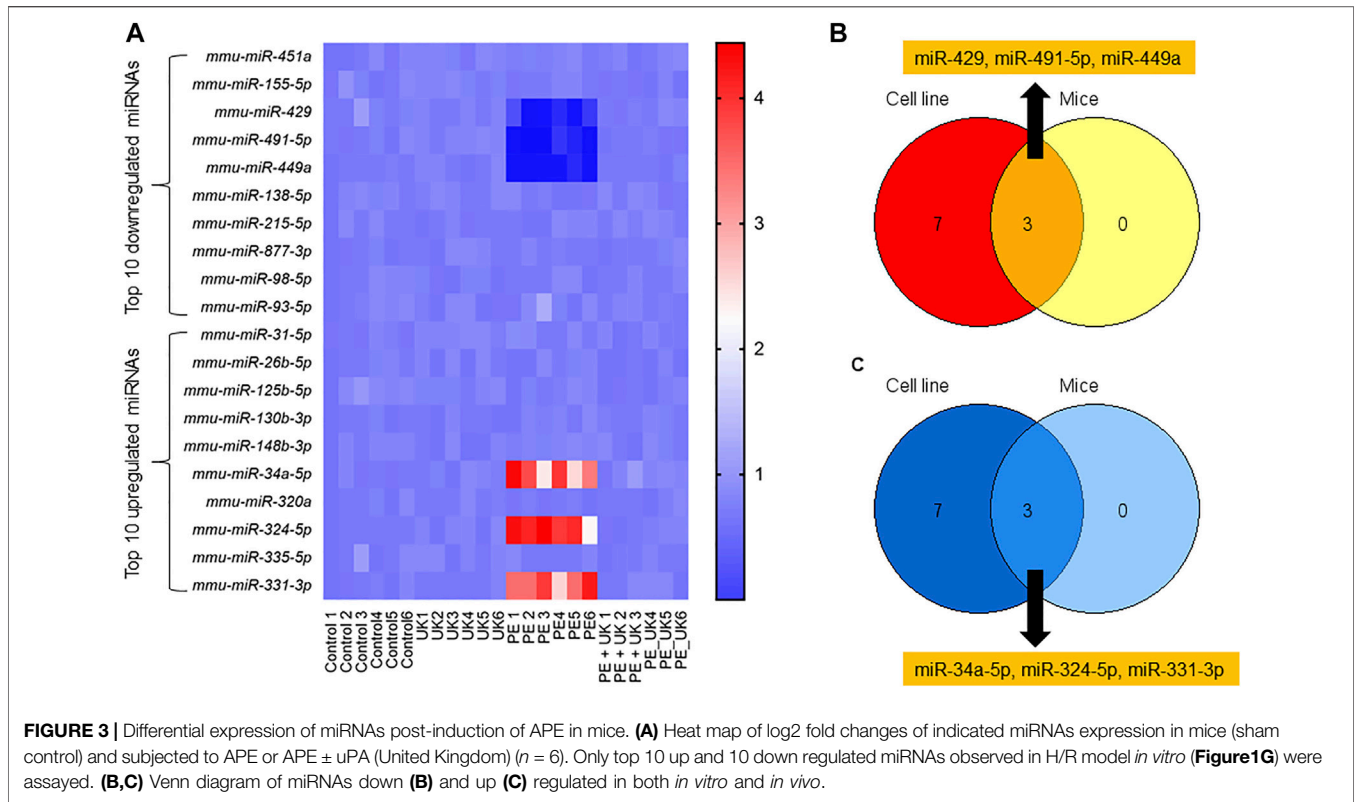 A
Top 10 downregulated miRNAs
mmu-miR-451a
mmu-miR-155-5p
mmu-miR-429
mmu-miR-491-5p
mmu-miR-449a
mmu-miR-138-5p
mmu-miR-215-5p
mmu-miR-877-3p
mmu-miR-98-5p
mmu-miR-93-5p
Top 10 upregulated miRNAs
mmu-miR-31-5p
mmu-miR-26b-5p
mmu-miR-125b-5p
mmu-miR-130b-3p
mmu-miR-148b-3p
mmu-miR-34a-5p
mmu-miR-320a
mmu-miR-324-5p
mmu-miR-335-5p
mmu-miR-331-3p
Control 1
Control 2
Control 3
Control4
Control5
Control6
UK1
UK2
UK3
UK4
UK5
UK6
PE 1
PE 2
PE 3
PE4
PE5
PE6
PE + UK 1
PE + UK 2
PE + UK 3
PE_UK4
PE_UK5
PE_UK6
4
3
2
1
B
miR-429, miR-491-5p, miR-449a
Cell line
Mice
7
3
0
C
Cell line
Mice
7
3
0
miR-34a-5p, miR-324-5p, miR-331-3p
FIGURE 3 | Differential expression of miRNAs post-induction of APE in mice. (A) Heat map of log2 fold changes of indicated miRNAs expression in mice (sham
control) and subjected to APE or APE ± uPA (United Kingdom) (n = 6). Only top 10 up and 10 down regulated miRNAs observed in H/R model in vitro (Figure1G) were
assayed. (B,C) Venn diagram of miRNAs down (B) and up (C) regulated in both in vitro and in vivo.